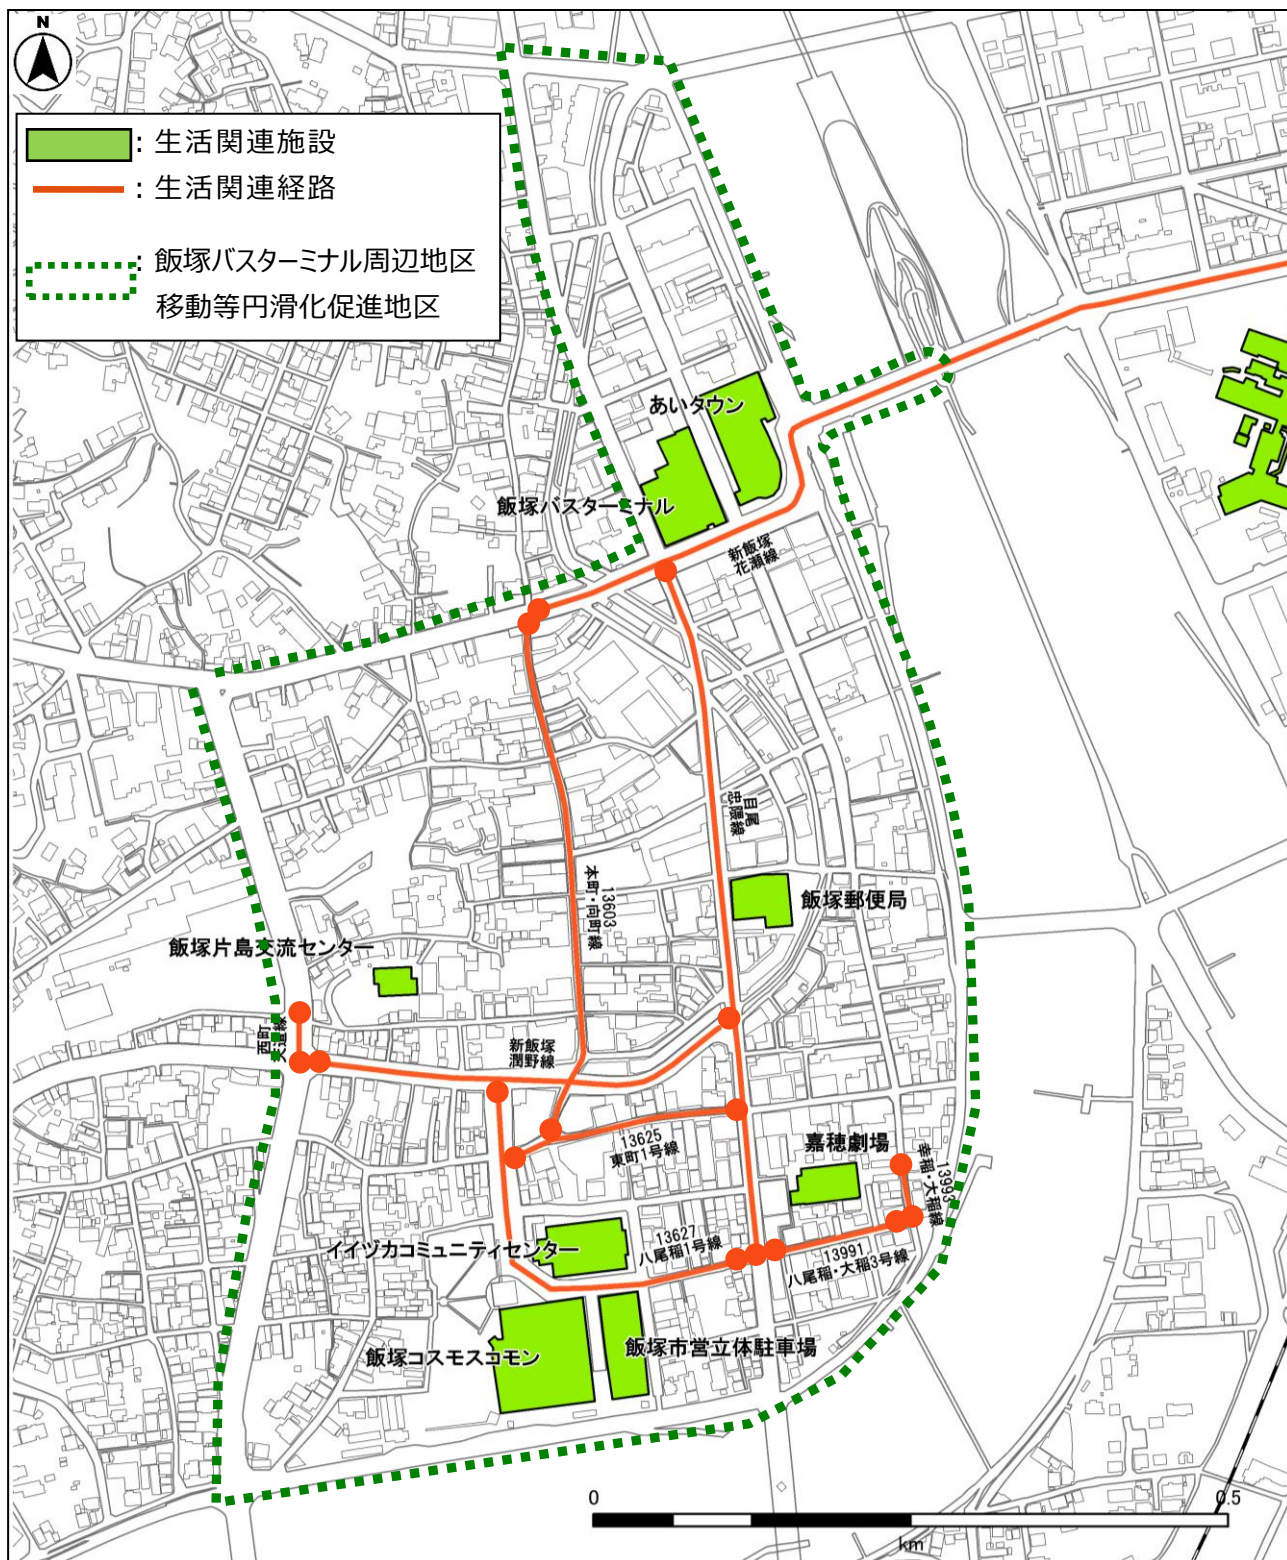 N
: 生活関連施設
: 生活関連経路
: 飯塚バスターミナル周辺地区
移動等円滑化促進地区
あいタウン
飯塚バスターミナル
新飯塚
花瀬線
目尾
忠隈線
13603
本町・向町線
飯塚郵便局
飯塚片島交流センター
西町
天道線
新飯塚
潤野線
13625
東町1号線
嘉穂劇場
13993
幸稲・大稲線
イイヅカコミュニティセンター
13627
八尾稲1号線
13991
八尾稲・大稲3号線
飯塚コスモスコモン
飯塚市営立体駐車場
0
0.5
km